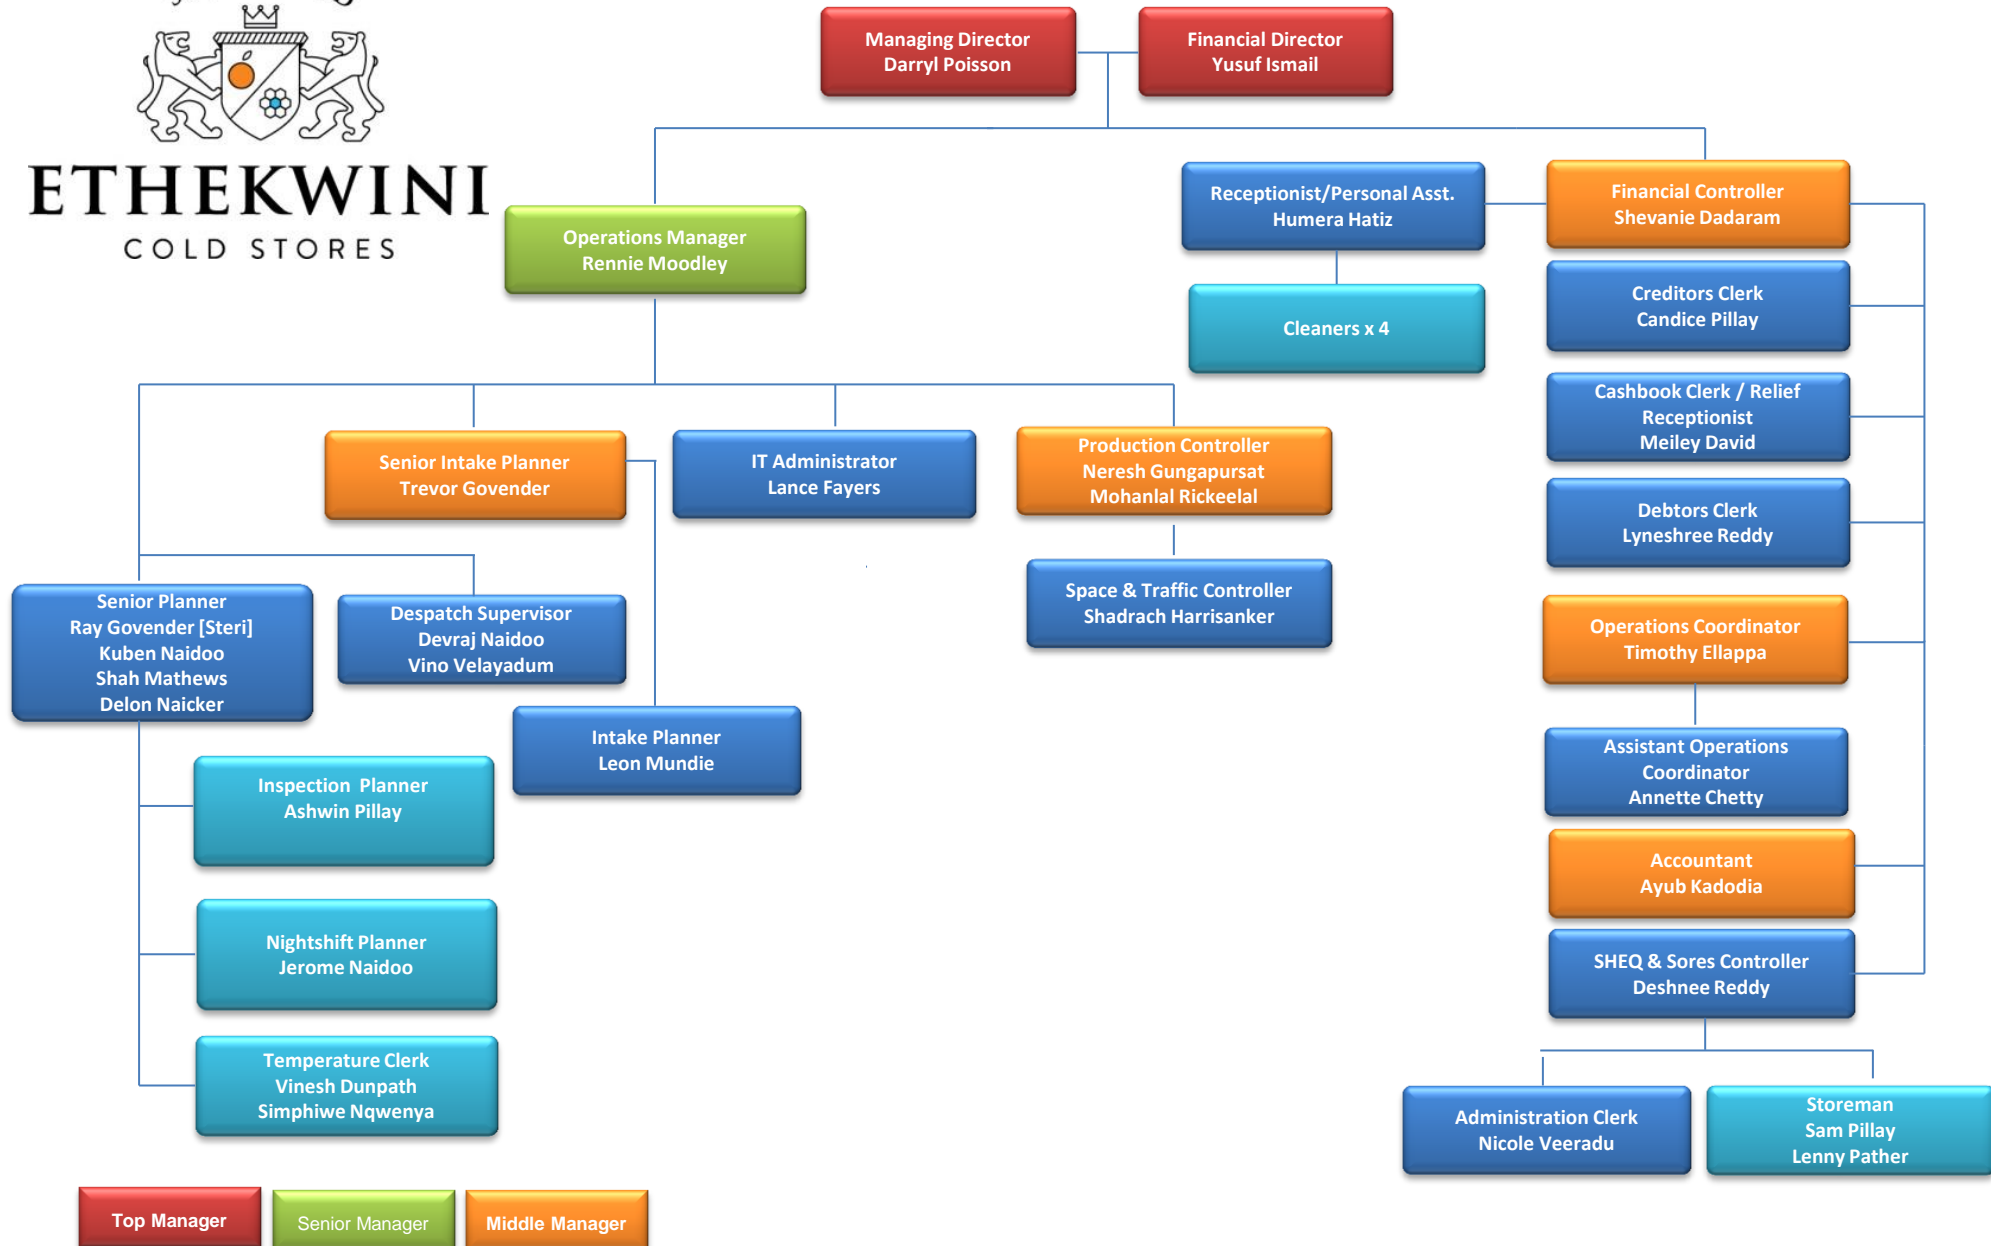 ETHEKWINI
COLD STORES
Managing Director
Darryl Poisson
Financial Director
Yusuf Ismail
Receptionist/Personal Asst.
Humera Hatiz
Financial Controller
Shevanie Dadaram
Operations Manager
Rennie Moodley
Cleaners x 4
Creditors Clerk
Candice Pillay
Cashbook Clerk / Relief
Receptionist
Meiley David
Senior Intake Planner
Trevor Govender
IT Administrator
Lance Fayers
Production Controller
Neresh Gungapursat
Mohanlal Rickeelal
Debtors Clerk
Lyneshree Reddy
Senior Planner
Ray Govender [Steri]
Kuben Naidoo
Shah Mathews
Delon Naicker
Despatch Supervisor
Devraj Naidoo
Vino Velayadum
Space & Traffic Controller
Shadrach Harrisanker
Operations Coordinator
Timothy Ellappa
Intake Planner
Leon Mundie
Assistant Operations
Coordinator
Annette Chetty
Inspection  Planner
Ashwin Pillay
Accountant
Ayub Kadodia
Nightshift Planner
Jerome Naidoo
SHEQ & Sores Controller
Deshnee Reddy
Temperature Clerk
Vinesh Dunpath
Simphiwe Nqwenya
Administration Clerk
Nicole Veeradu
Storeman
Sam Pillay
Lenny Pather
Top Manager
Senior Manager
Middle Manager